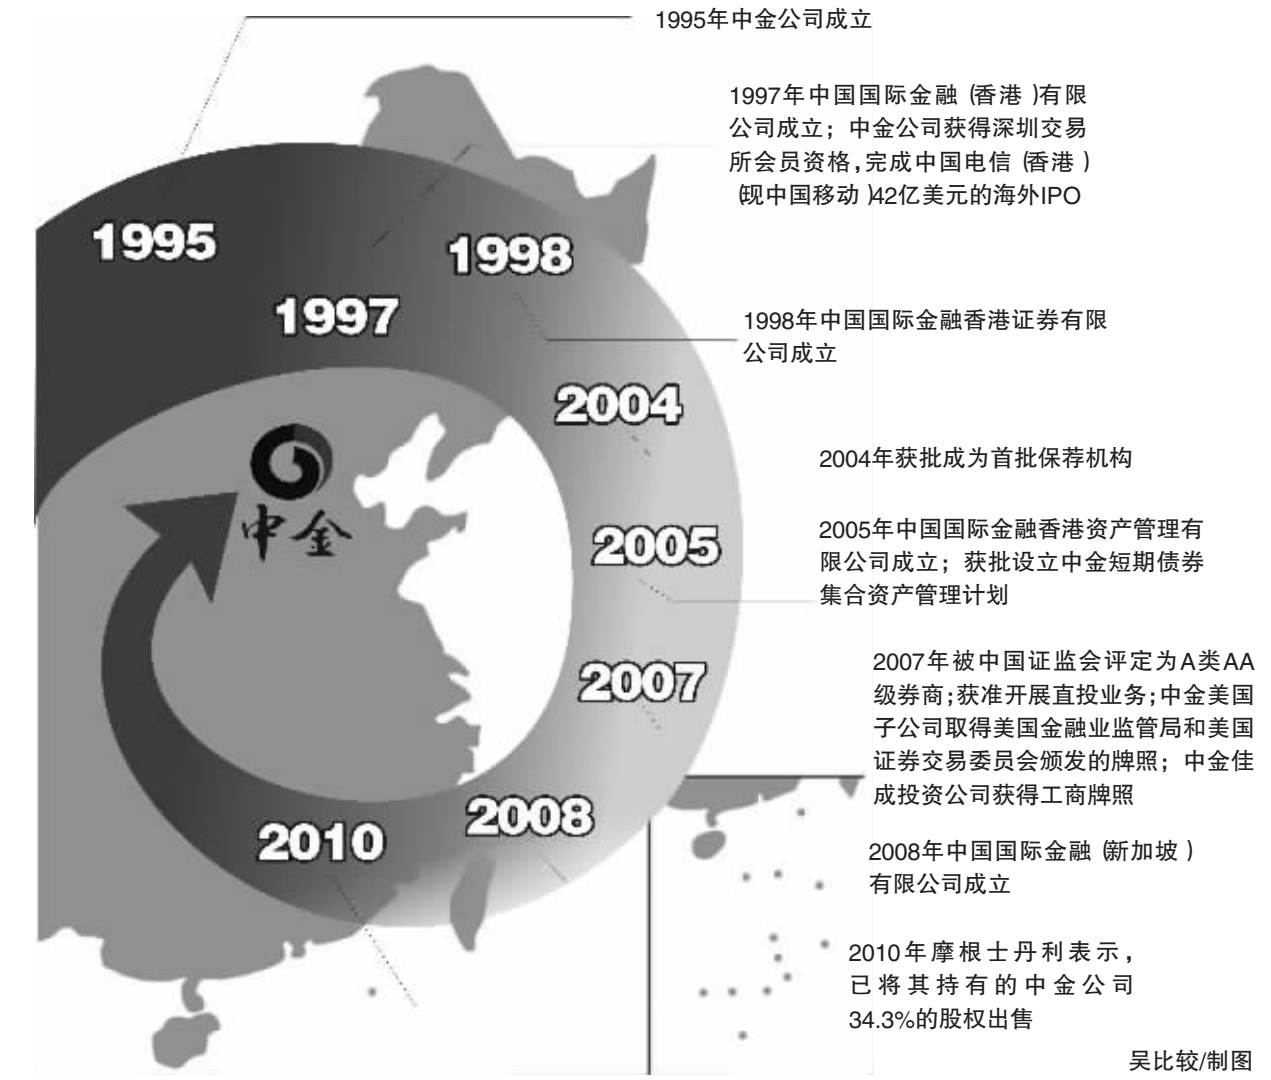 1995年中金公司成立
1997年中国国际金融(香港)有限
公司成立；中金公司获得深圳交易
所会员资格,完成中国电信(香港)
(现中国移动)42亿美元的海外IPO
1995
1998
1997
1998年中国国际金融香港证券有限
公司成立
2004
中金
2004年获批成为首批保荐机构
2005
2005年中国国际金融香港资产管理有
限公司成立；获批设立中金短期债券
集合资产管理计划
2007
2007年被中国证监会评定为A类AA
级券商;获准开展直投业务;中金美国
子公司取得美国金融业监管局和美国
证券交易委员会颁发的牌照；中金佳
成投资公司获得工商牌照
2008
2010
2008年中国国际金融(新加坡)
有限公司成立
2010年摩根士丹利表示，
已将其持有的中金公司
34.3%的股权出售
吴比较/制图